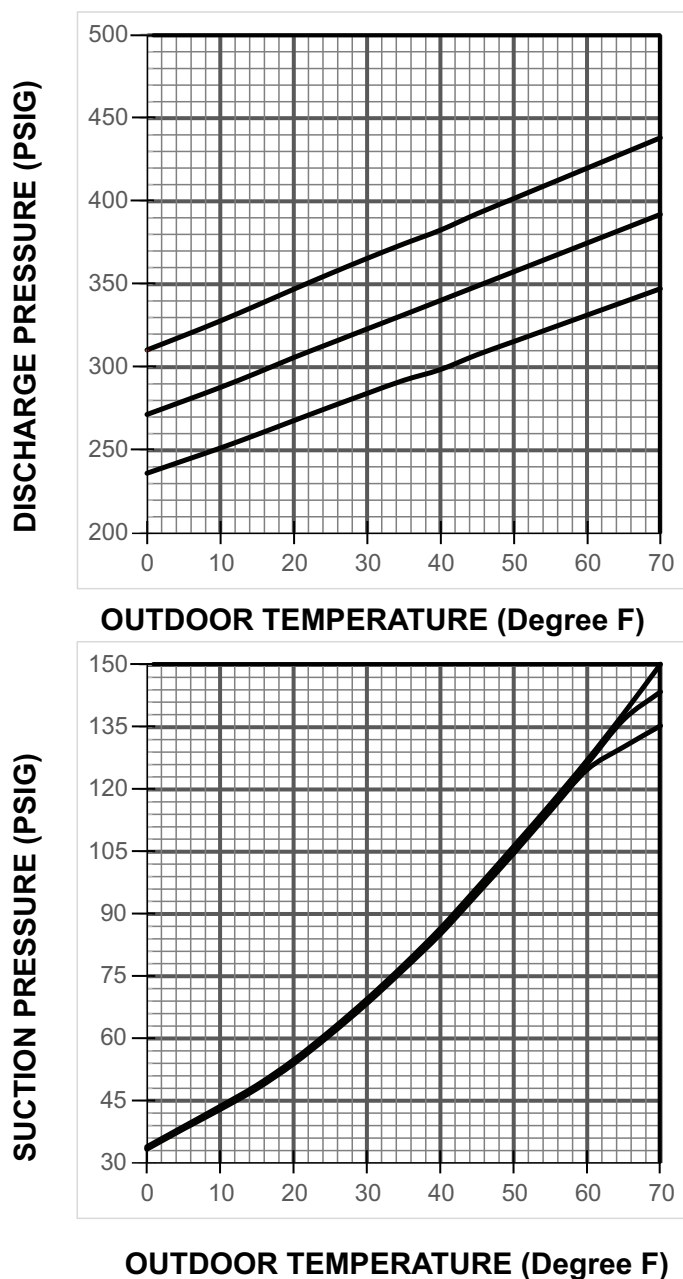 DISCHARGE PRESSURE (PSIG)
500
450
400
350
300
250
200
0 10 20 30 40 50 60 70
OUTDOOR TEMPERATURE (Degree F)
SUCTION PRESSURE (PSIG)
150
135
120
105
90
75
60
45
30
0 10 20 30 40 50 60 70
OUTDOOR TEMPERATURE (Degree F)